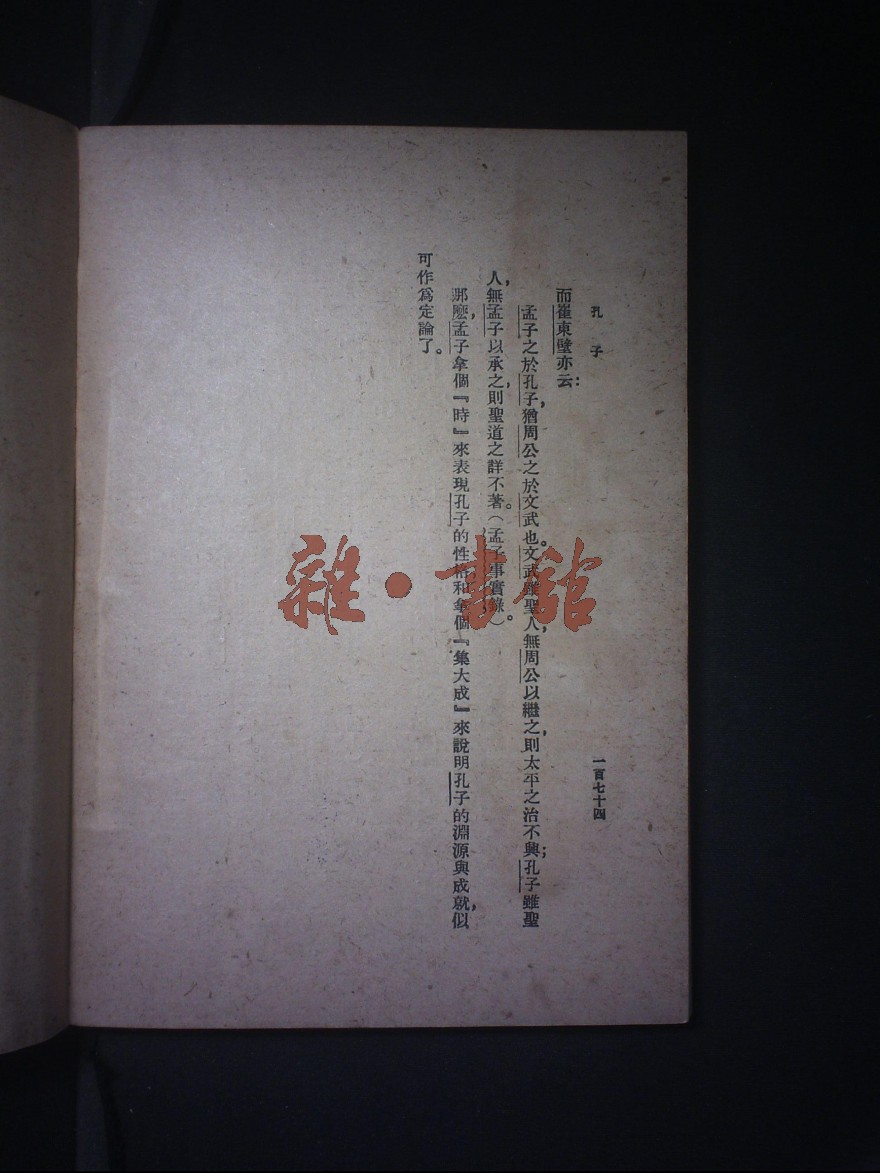 孔子
一百七十四
而崔東壁亦云：
孟子之於孔子，猶周公之於文武也。文武雖聖人，無周公以繼之，則太平之治不興；孔子雖聖
人，無孟子以承之，則聖道之詳不著。（孟子事實錄。）
那麼，孟子拿個『時』來表現孔子的性格，和拿個『集大成』來說明孔子的淵源與成就，似
可作爲定論了。
雜·書館